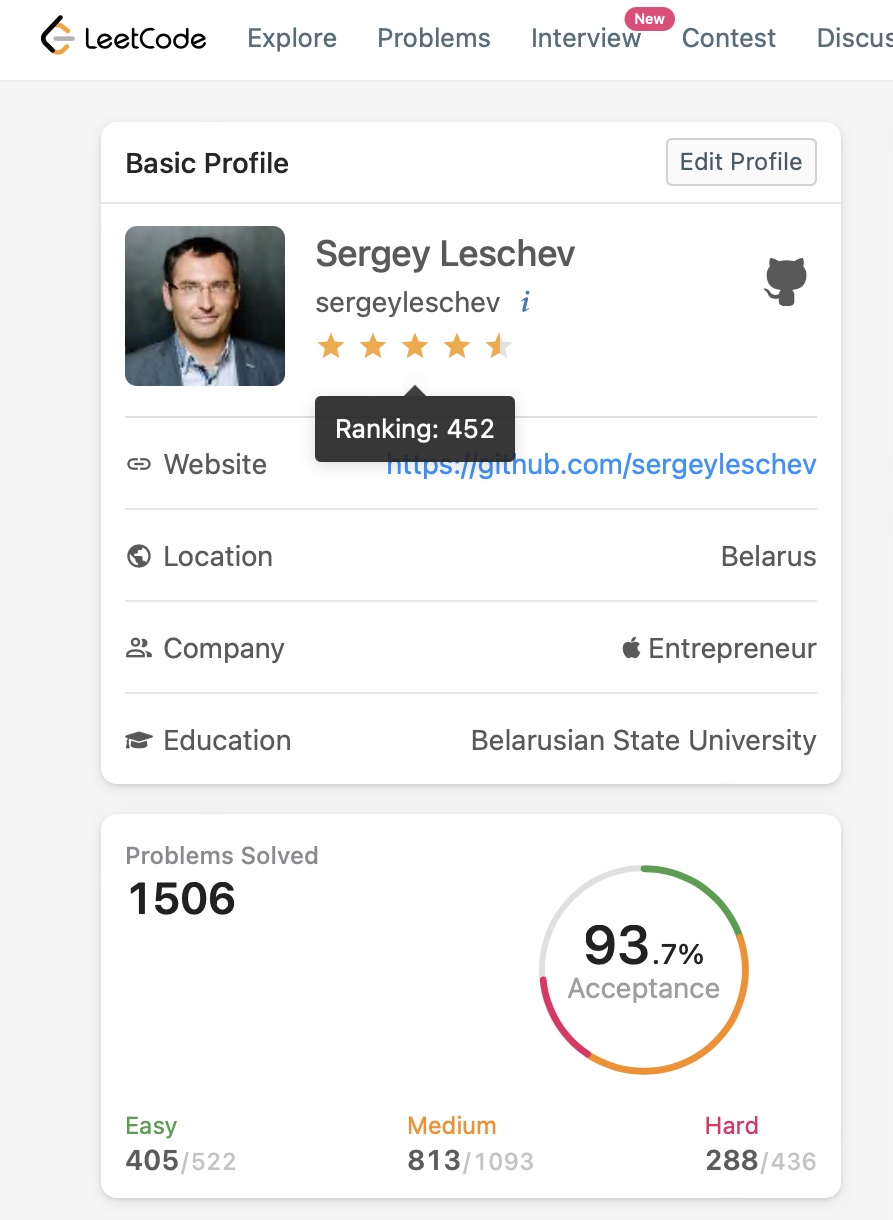 LeetCode Explore Problems Interview New Contest Discus
Basic Profile Edit Profile
Sergey Leschev
sergeyleschev i
Ranking: 452
Website https://github.com/sergeyleschev
Location Belarus
Company Entrepreneur
Education Belarusian State University
Problems Solved
1506
93.7%
Acceptance
Easy Medium Hard
405/522 813/1093 288/436